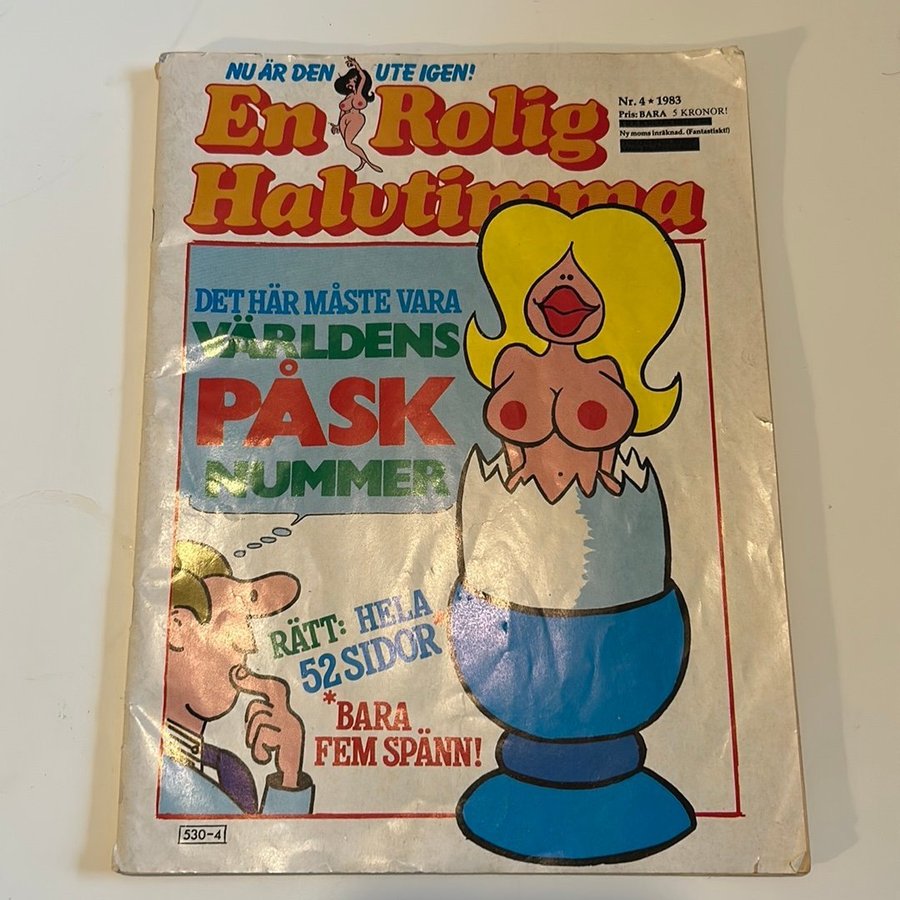 NU ÄR DEN UTE IGEN!
En Rolig
Halvtimma
Nr. 4 ★ 1983
Pris: BARA 5 KRONOR!
Ny moms inräknad. (Fantastiskt!)
DET HÄR MÅSTE VARA
VÄRLDENS
PÅSK
NUMMER
RÄTT: HELA
52 SIDOR
*BARA
FEM SPÄNN!
530-4